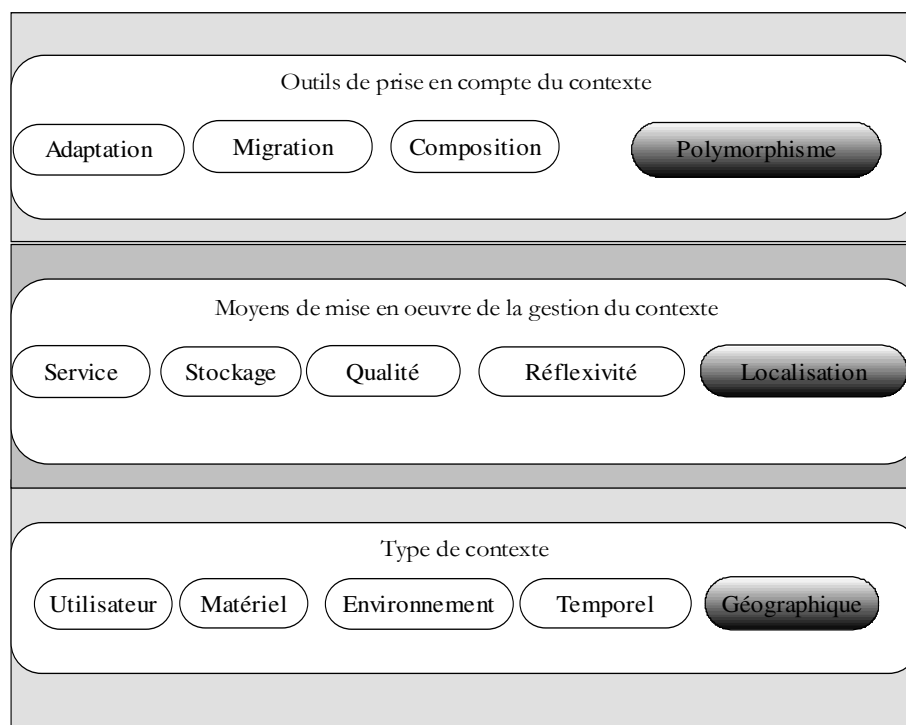 Outils de prise en compte du contexte
Adaptation Migration Composition Polymorphisme
Moyens de mise en oeuvre de la gestion du contexte
Service Stockage Qualité Réflexivité Localisation
Type de contexte
Utilisateur Matériel Environnement Temporel Géographique